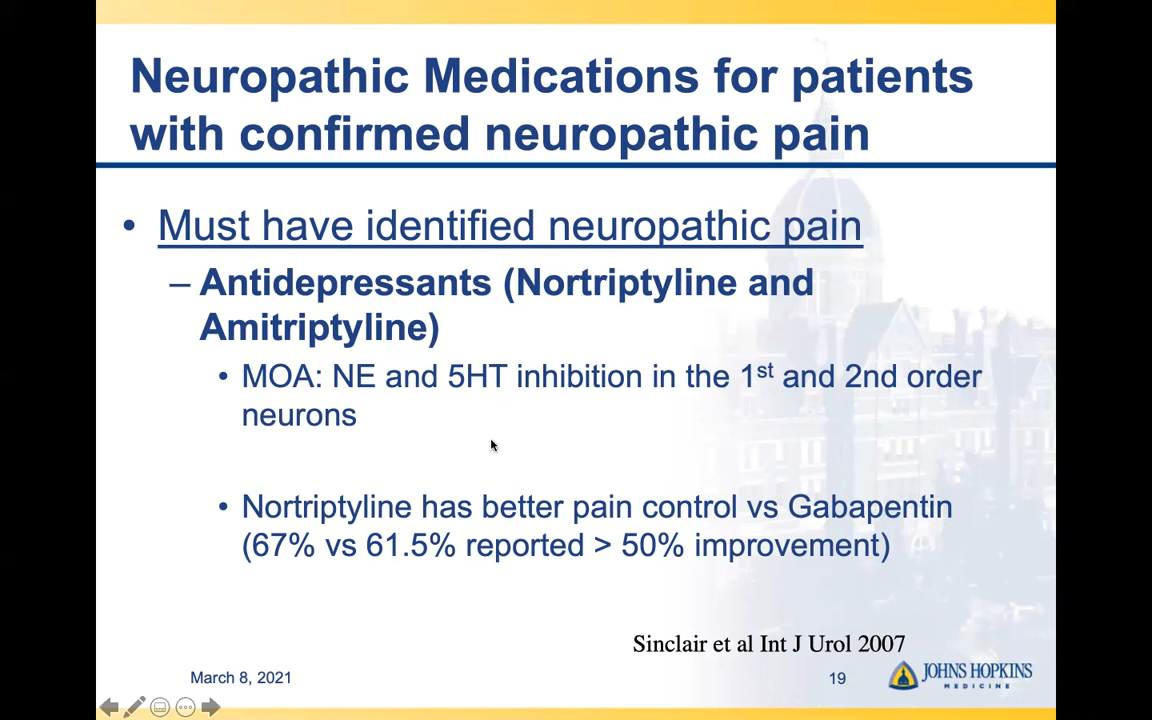 Neuropathic Medications for patients
with confirmed neuropathic pain
• Must have identified neuropathic pain
– Antidepressants (Nortriptyline and
Amitriptyline)
• MOA: NE and 5HT inhibition in the 1st and 2nd order
neurons
• Nortriptyline has better pain control vs Gabapentin
(67% vs 61.5% reported > 50% improvement)
Sinclair et al Int J Urol 2007
March 8, 2021
19
JOHNS HOPKINS
MEDICINE